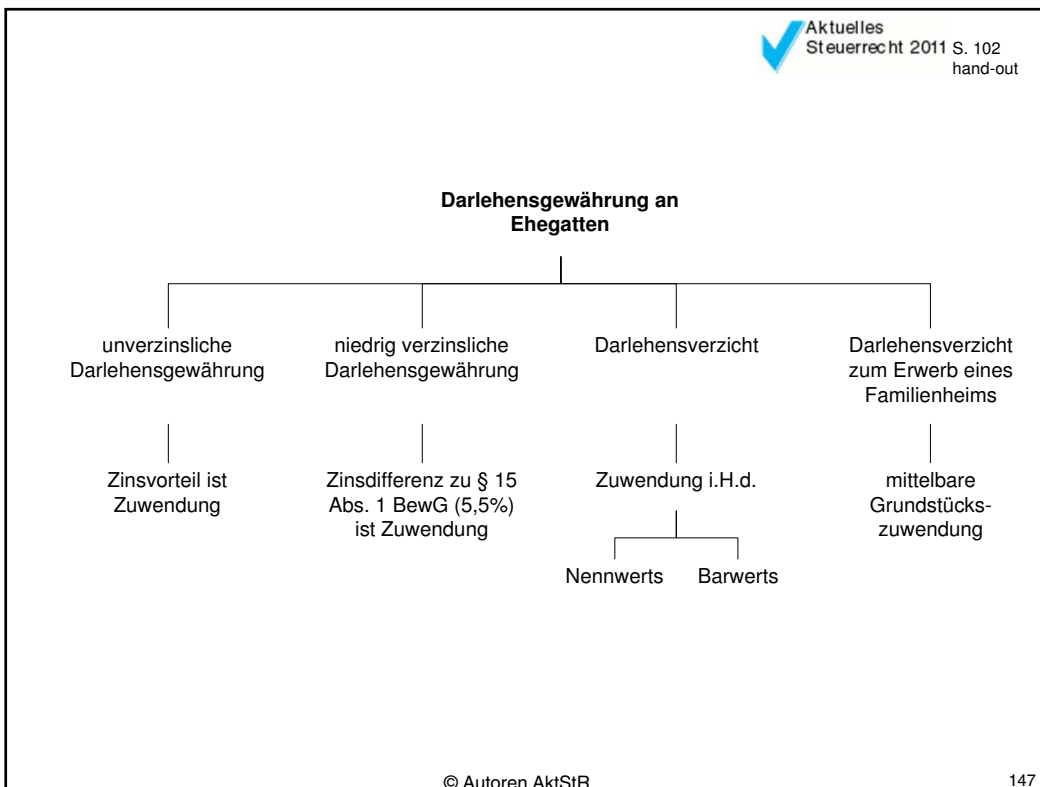 Aktuelles
Steuerrecht 2011 S. 102
hand-out
Darlehensgewährung an
Ehegatten
unverzinsliche
Darlehensgewährung
niedrig verzinsliche
Darlehensgewährung
Darlehensverzicht
Darlehensverzicht
zum Erwerb eines
Familienheims
Zinsvorteil ist
Zuwendung
Zinsdifferenz zu § 15
Abs. 1 BewG (5,5%)
ist Zuwendung
Zuwendung i.H.d.
mittelbare
Grundstücks-
zuwendung
Nennwerts
Barwerts
© Autoren AktStR
147